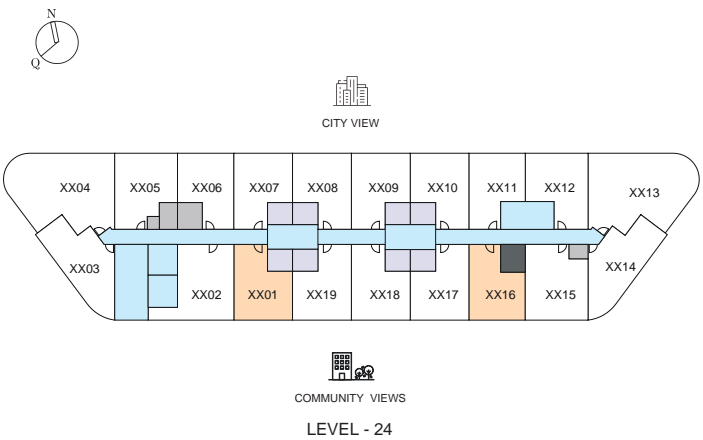 N
Q
CITY VIEW
XX04 XX05 XX06 XX07 XX08 XX09 XX10 XX11 XX12 XX13
XX03 XX02 XX01 XX19 XX18 XX17 XX16 XX15 XX14
COMMUNITY VIEWS
LEVEL - 24